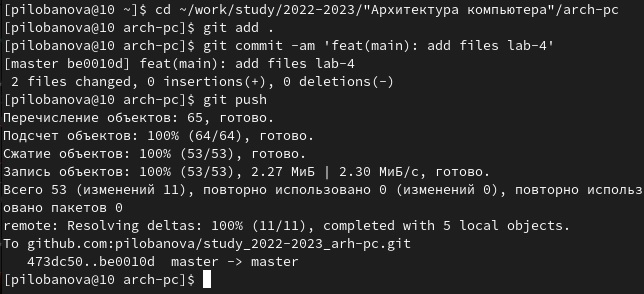 [pilobanova@10 ~]$ cd ~/work/study/2022-2023/"Архитектура компьютера"/arch-pc
[pilobanova@10 arch-pc]$ git add .
[pilobanova@10 arch-pc]$ git commit -am 'feat(main): add files lab-4'
[master be0010d] feat(main): add files lab-4
 2 files changed, 0 insertions(+), 0 deletions(-)
[pilobanova@10 arch-pc]$ git push
Перечисление объектов: 65, готово.
Подсчет объектов: 100% (64/64), готово.
Сжатие объектов: 100% (53/53), готово.
Запись объектов: 100% (53/53), 2.27 МиБ | 2.30 МиБ/с, готово.
Всего 53 (изменений 11), повторно использовано 0 (изменений 0), повторно использ
овано пакетов 0
remote: Resolving deltas: 100% (11/11), completed with 5 local objects.
To github.com:pilobanova/study_2022-2023_arh-pc.git
   473dc50..be0010d  master -> master
[pilobanova@10 arch-pc]$